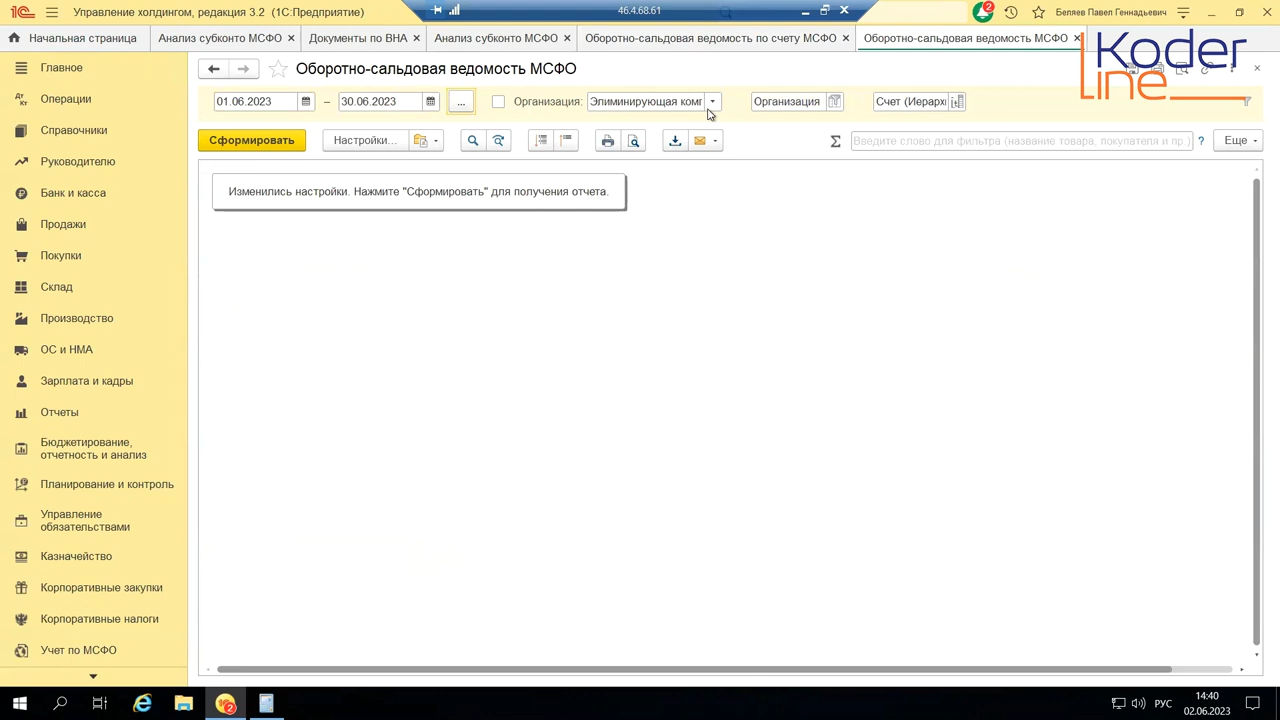 Управление холдингом, редакция 3.2 (1С:Предприятие)
46.4.68.61
2
Беляев Павел Геннадьевич
Начальная страница
Анализ субконто МСФО ×
Документы по ВНА ×
Анализ субконто МСФО ×
Оборотно-сальдовая ведомость по счету МСФО ×
Оборотно-сальдовая ведомость МСФО ×
Koder
line
Оборотно-сальдовая ведомость МСФО
01.06.2023 – 30.06.2023 ... Организация: Элиминирующая комп Организация Счет (Иерархи
Сформировать Настройки... Σ Введите слово для фильтра (название товара, покупателя и пр.) ? Еще
Изменились настройки. Нажмите "Сформировать" для получения отчета.
Главное
Операции
Справочники
Руководителю
Банк и касса
Продажи
Покупки
Склад
Производство
ОС и НМА
Зарплата и кадры
Отчеты
Бюджетирование,
отчетность и анализ
Планирование и контроль
Управление
обязательствами
Казначейство
Корпоративные закупки
Корпоративные налоги
Учет по МСФО
2
РУС
14:40
02.06.2023